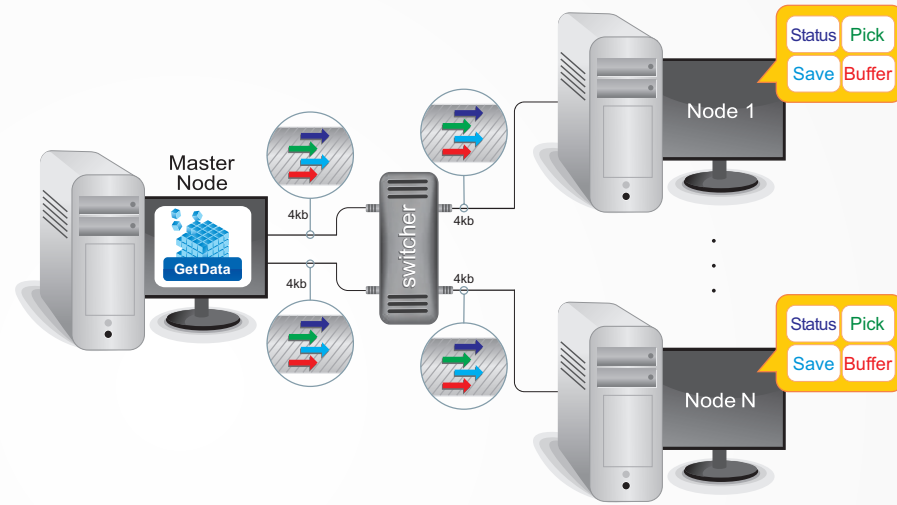 Master
Node
GetData
4kb
4kb
switcher
4kb
4kb
Node 1
Status
Pick
Save
Buffer
Node N
Status
Pick
Save
Buffer